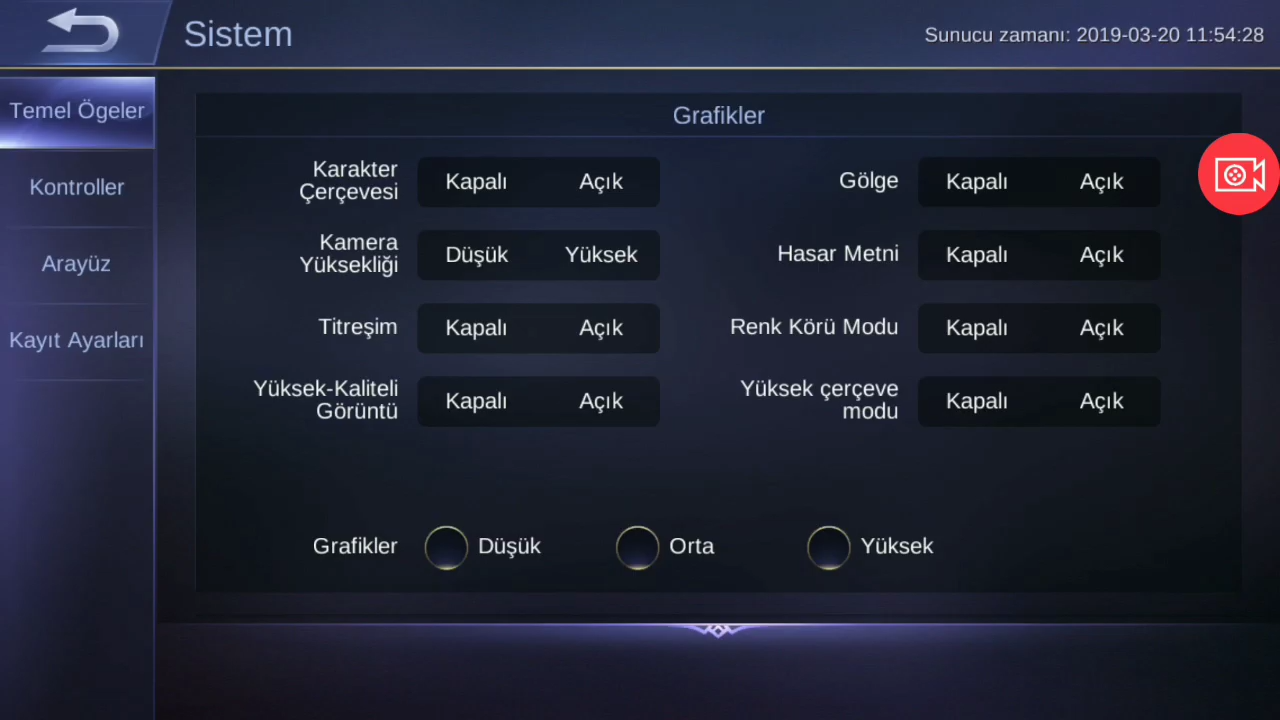 Sistem
Sunucu zamanı: 2019-03-20 11:54:28
Temel Ögeler
Kontroller
Arayüz
Kayıt Ayarları
Grafikler
Karakter
Çerçevesi
Kapalı Açık
Gölge
Kapalı Açık
Kamera
Yüksekliği
Düşük Yüksek
Hasar Metni
Kapalı Açık
Titreşim
Kapalı Açık
Renk Körü Modu
Kapalı Açık
Yüksek-Kaliteli
Görüntü
Kapalı Açık
Yüksek çerçeve
modu
Kapalı Açık
Grafikler Düşük Orta Yüksek